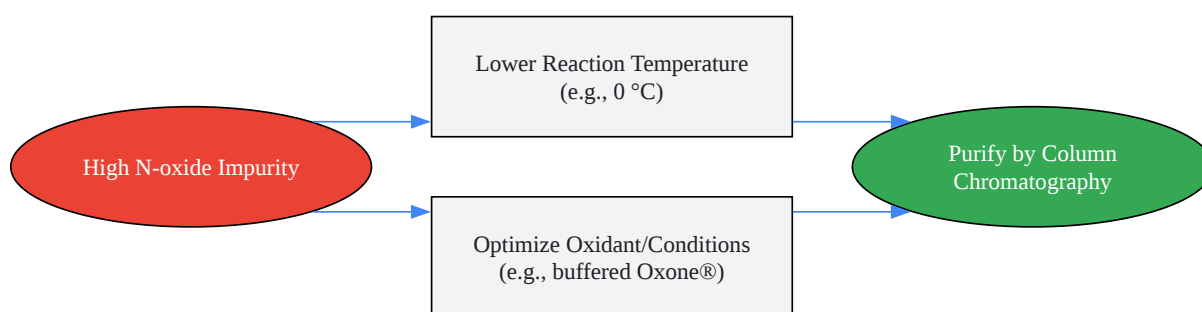 High N-oxide Impurity
Lower Reaction Temperature
(e.g., 0 °C)
Optimize Oxidant/Conditions
(e.g., buffered Oxone®)
Purify by Column
Chromatography